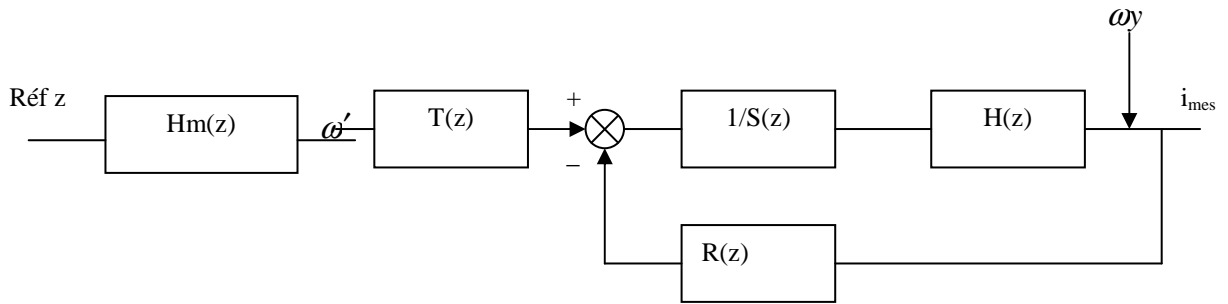 ωy
Réf z
Hm(z)
ω'
T(z)
+
−
1/S(z)
H(z)
i_mes
R(z)